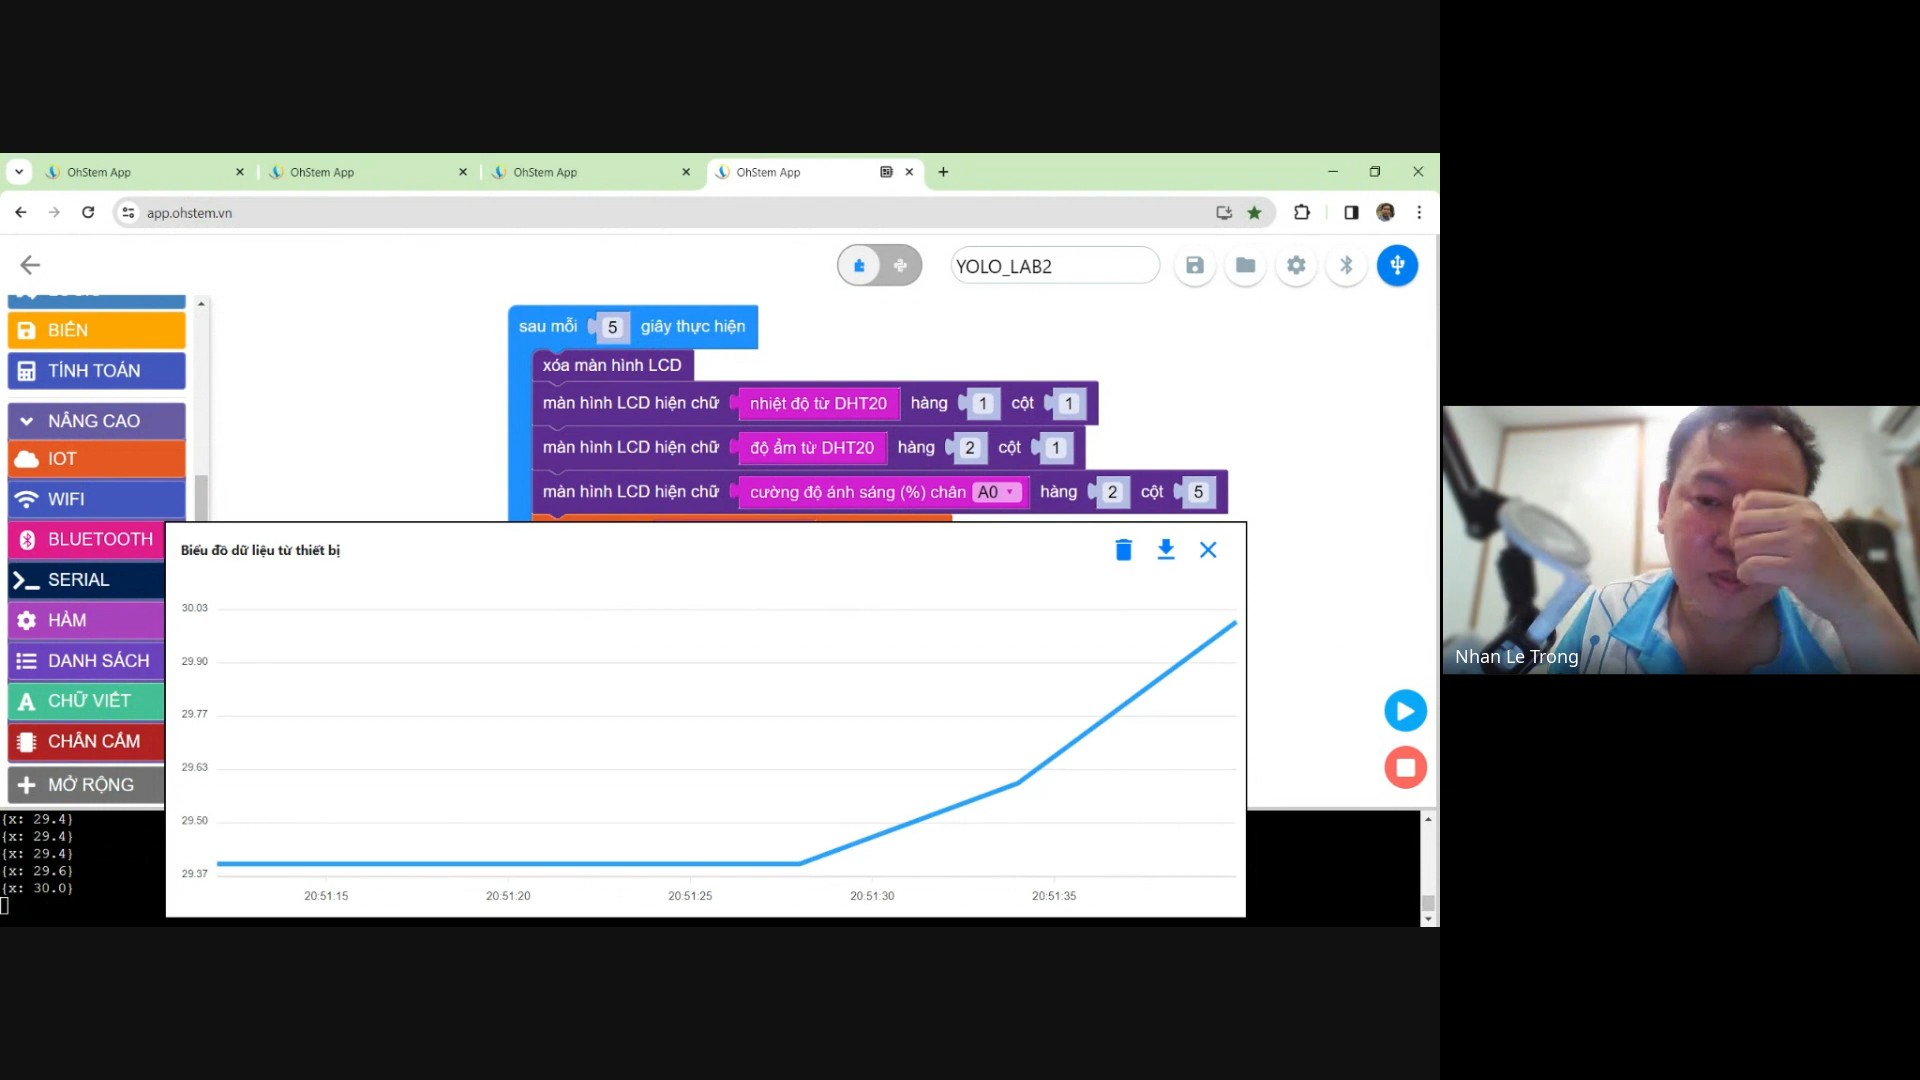 OhStem App
OhStem App
OhStem App
OhStem App
app.ohstem.vn
YOLO_LAB2
BIẾN
TÍNH TOÁN
NÂNG CAO
IOT
WIFI
BLUETOOTH
SERIAL
HÀM
DANH SÁCH
CHỮ VIẾT
CHÂN CẮM
MỞ RỘNG
sau mỗi 5 giây thực hiện
xóa màn hình LCD
màn hình LCD hiện chữ nhiệt độ từ DHT20 hàng 1 cột 1
màn hình LCD hiện chữ độ ẩm từ DHT20 hàng 2 cột 1
màn hình LCD hiện chữ cường độ ánh sáng (%) chân A0 hàng 2 cột 5
Biểu đồ dữ liệu từ thiết bị
30.03
29.90
29.77
29.63
29.50
29.37
20:51:15 20:51:20 20:51:25 20:51:30 20:51:35
{x: 29.4}
{x: 29.4}
{x: 29.4}
{x: 29.6}
{x: 30.0}
Nhan Le Trong